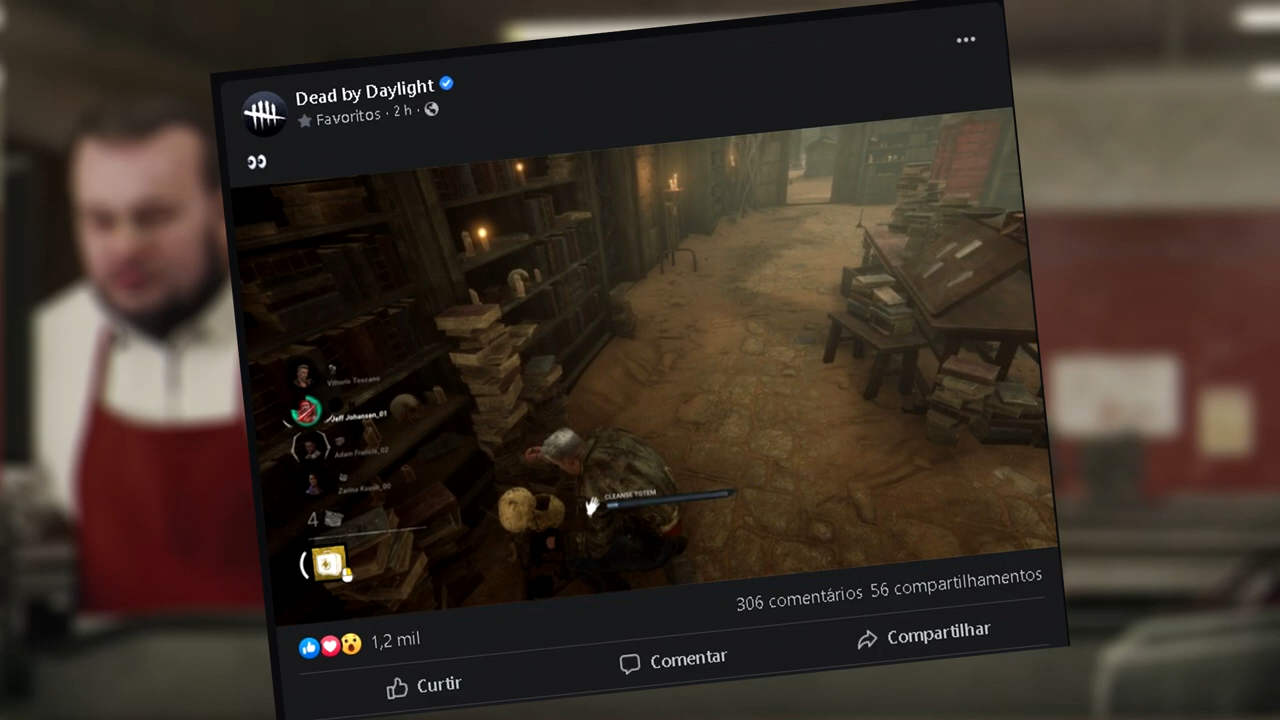 Dead by Daylight
Favoritos · 2 h ·
👀
Vittorio Toscano
Jeff Johansen_01
Adam Francis_02
Zarina Kassir_00
4
CLEANSE TOTEM
306 comentários 56 compartilhamentos
1,2 mil
Curtir
Comentar
Compartilhar